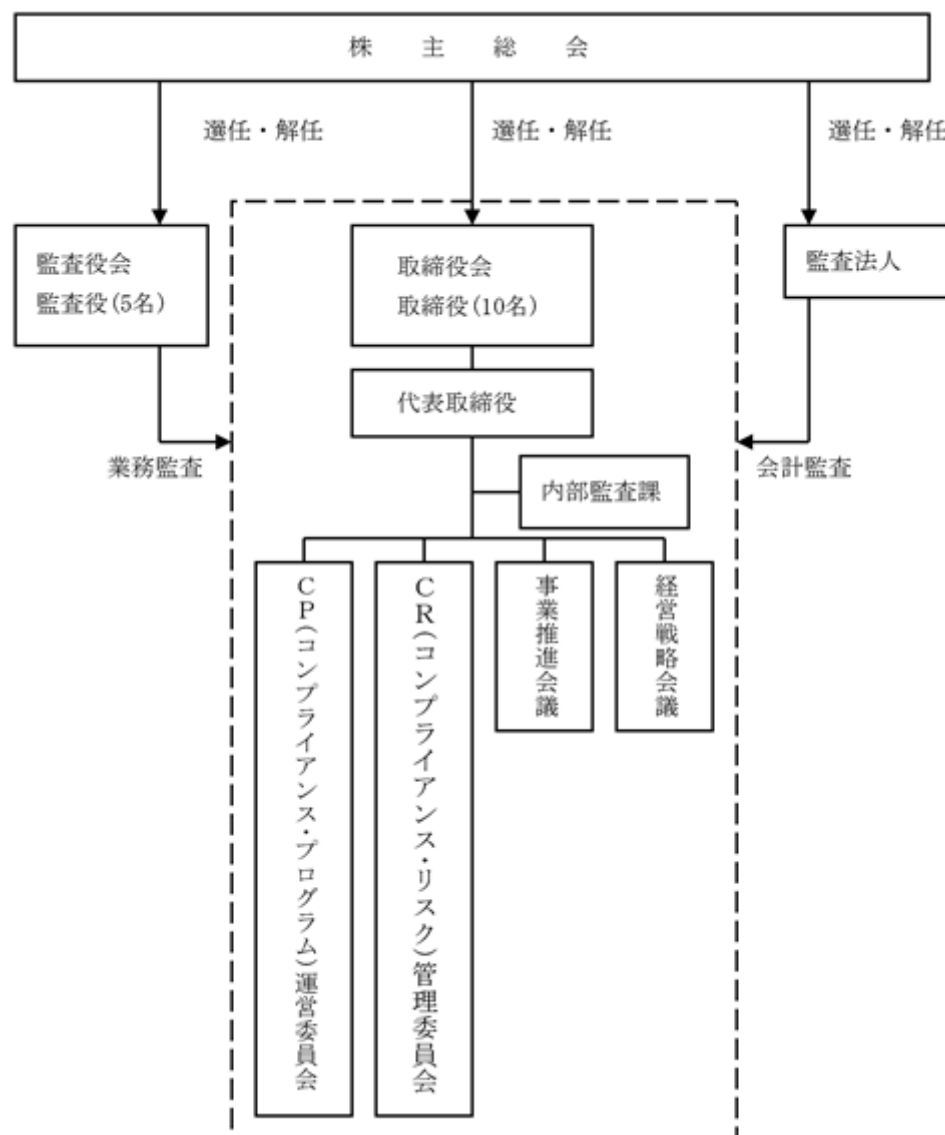 株主総会
選任・解任
選任・解任
選任・解任
監査役会
監査役(5名)
取締役会
取締役(10名)
監査法人
代表取締役
業務監査
会計監査
内部監査課
CP(コンプライアンス・プログラム)運営委員会
CR(コンプライアンス・リスク)管理委員会
事業推進会議
経営戦略会議